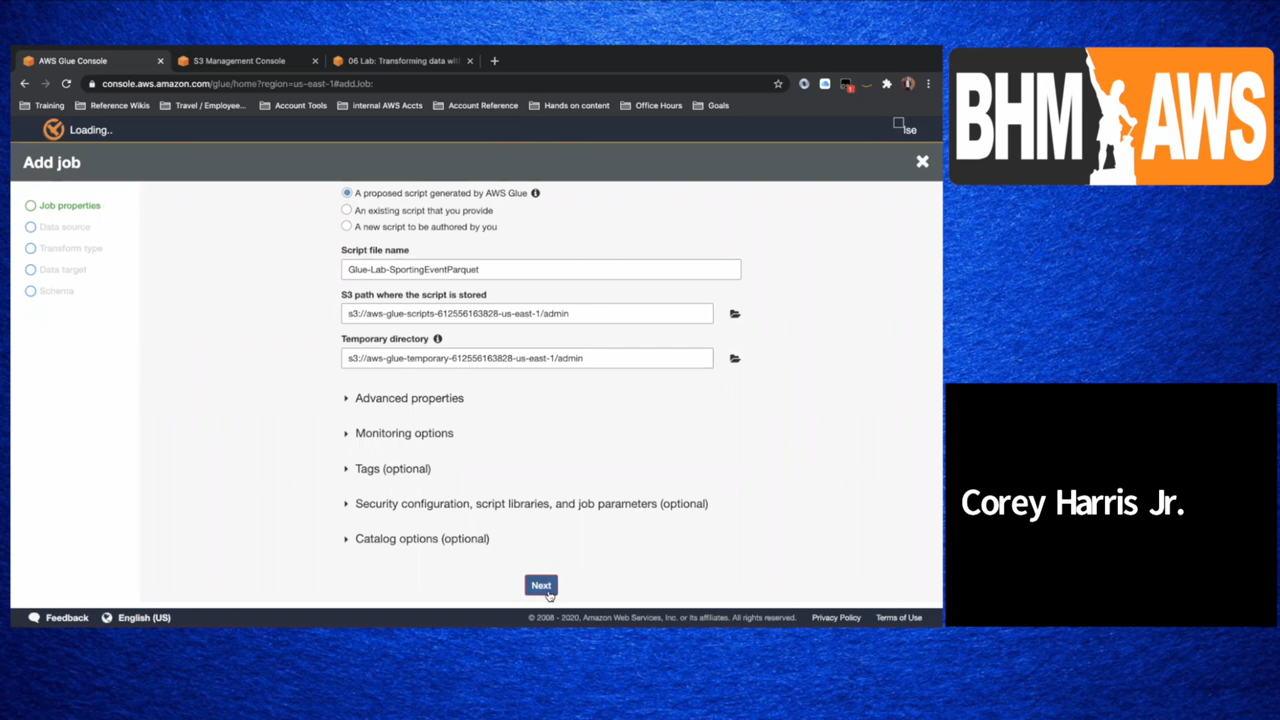 AWS Glue Console
S3 Management Console
06 Lab: Transforming data wit
console.aws.amazon.com/glue/home?region=us-east-1#addJob:
Training
Reference Wikis
Travel / Employee...
Account Tools
internal AWS Accts
Account Reference
Hands on content
Office Hours
Goals
Loading..
lse
Add job
Job properties
Data source
Transform type
Data target
Schema
A proposed script generated by AWS Glue
An existing script that you provide
A new script to be authored by you
Script file name
Glue-Lab-SportingEventParquet
S3 path where the script is stored
s3://aws-glue-scripts-612556163828-us-east-1/admin
Temporary directory
s3://aws-glue-temporary-612556163828-us-east-1/admin
Advanced properties
Monitoring options
Tags (optional)
Security configuration, script libraries, and job parameters (optional)
Catalog options (optional)
Next
Feedback
English (US)
© 2008 - 2020, Amazon Web Services, Inc. or its affiliates. All rights reserved.
Privacy Policy
Terms of Use
BHM AWS
Corey Harris Jr.